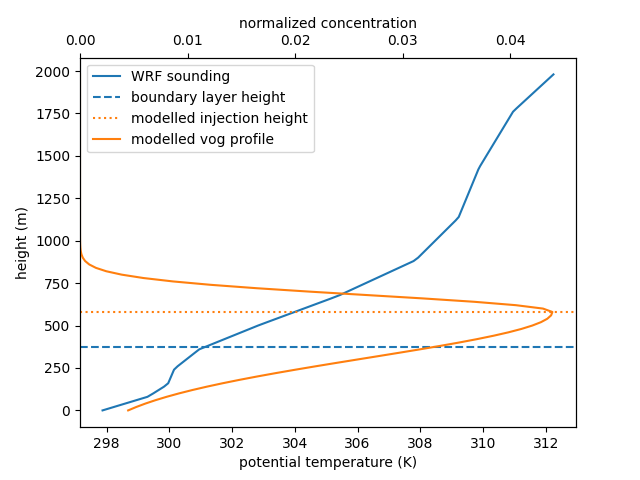 normalized concentration
0.00 0.01 0.02 0.03 0.04
WRF sounding
boundary layer height
modelled injection height
modelled vog profile
height (m)
2000
1750
1500
1250
1000
750
500
250
0
298 300 302 304 306 308 310 312
potential temperature (K)